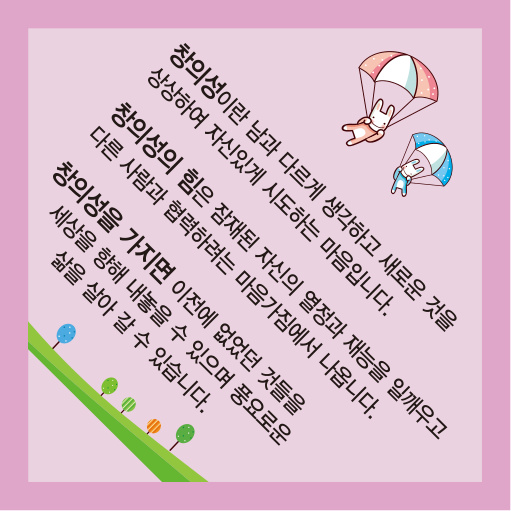 창의성이란 남과 다르게 생각하고 새로운 것을
상상하여 자신있게 시도하는 마음입니다.
창의성의 힘은 잠재된 자신의 열정과 재능을 일깨우고
다른 사람과 협력하려는 마음가짐에서 나옵니다.
창의성을 가지면 이전에 없었던 것들을
세상을 향해 내놓을 수 있으며 풍요로운
삶을 살아 갈 수 있습니다.